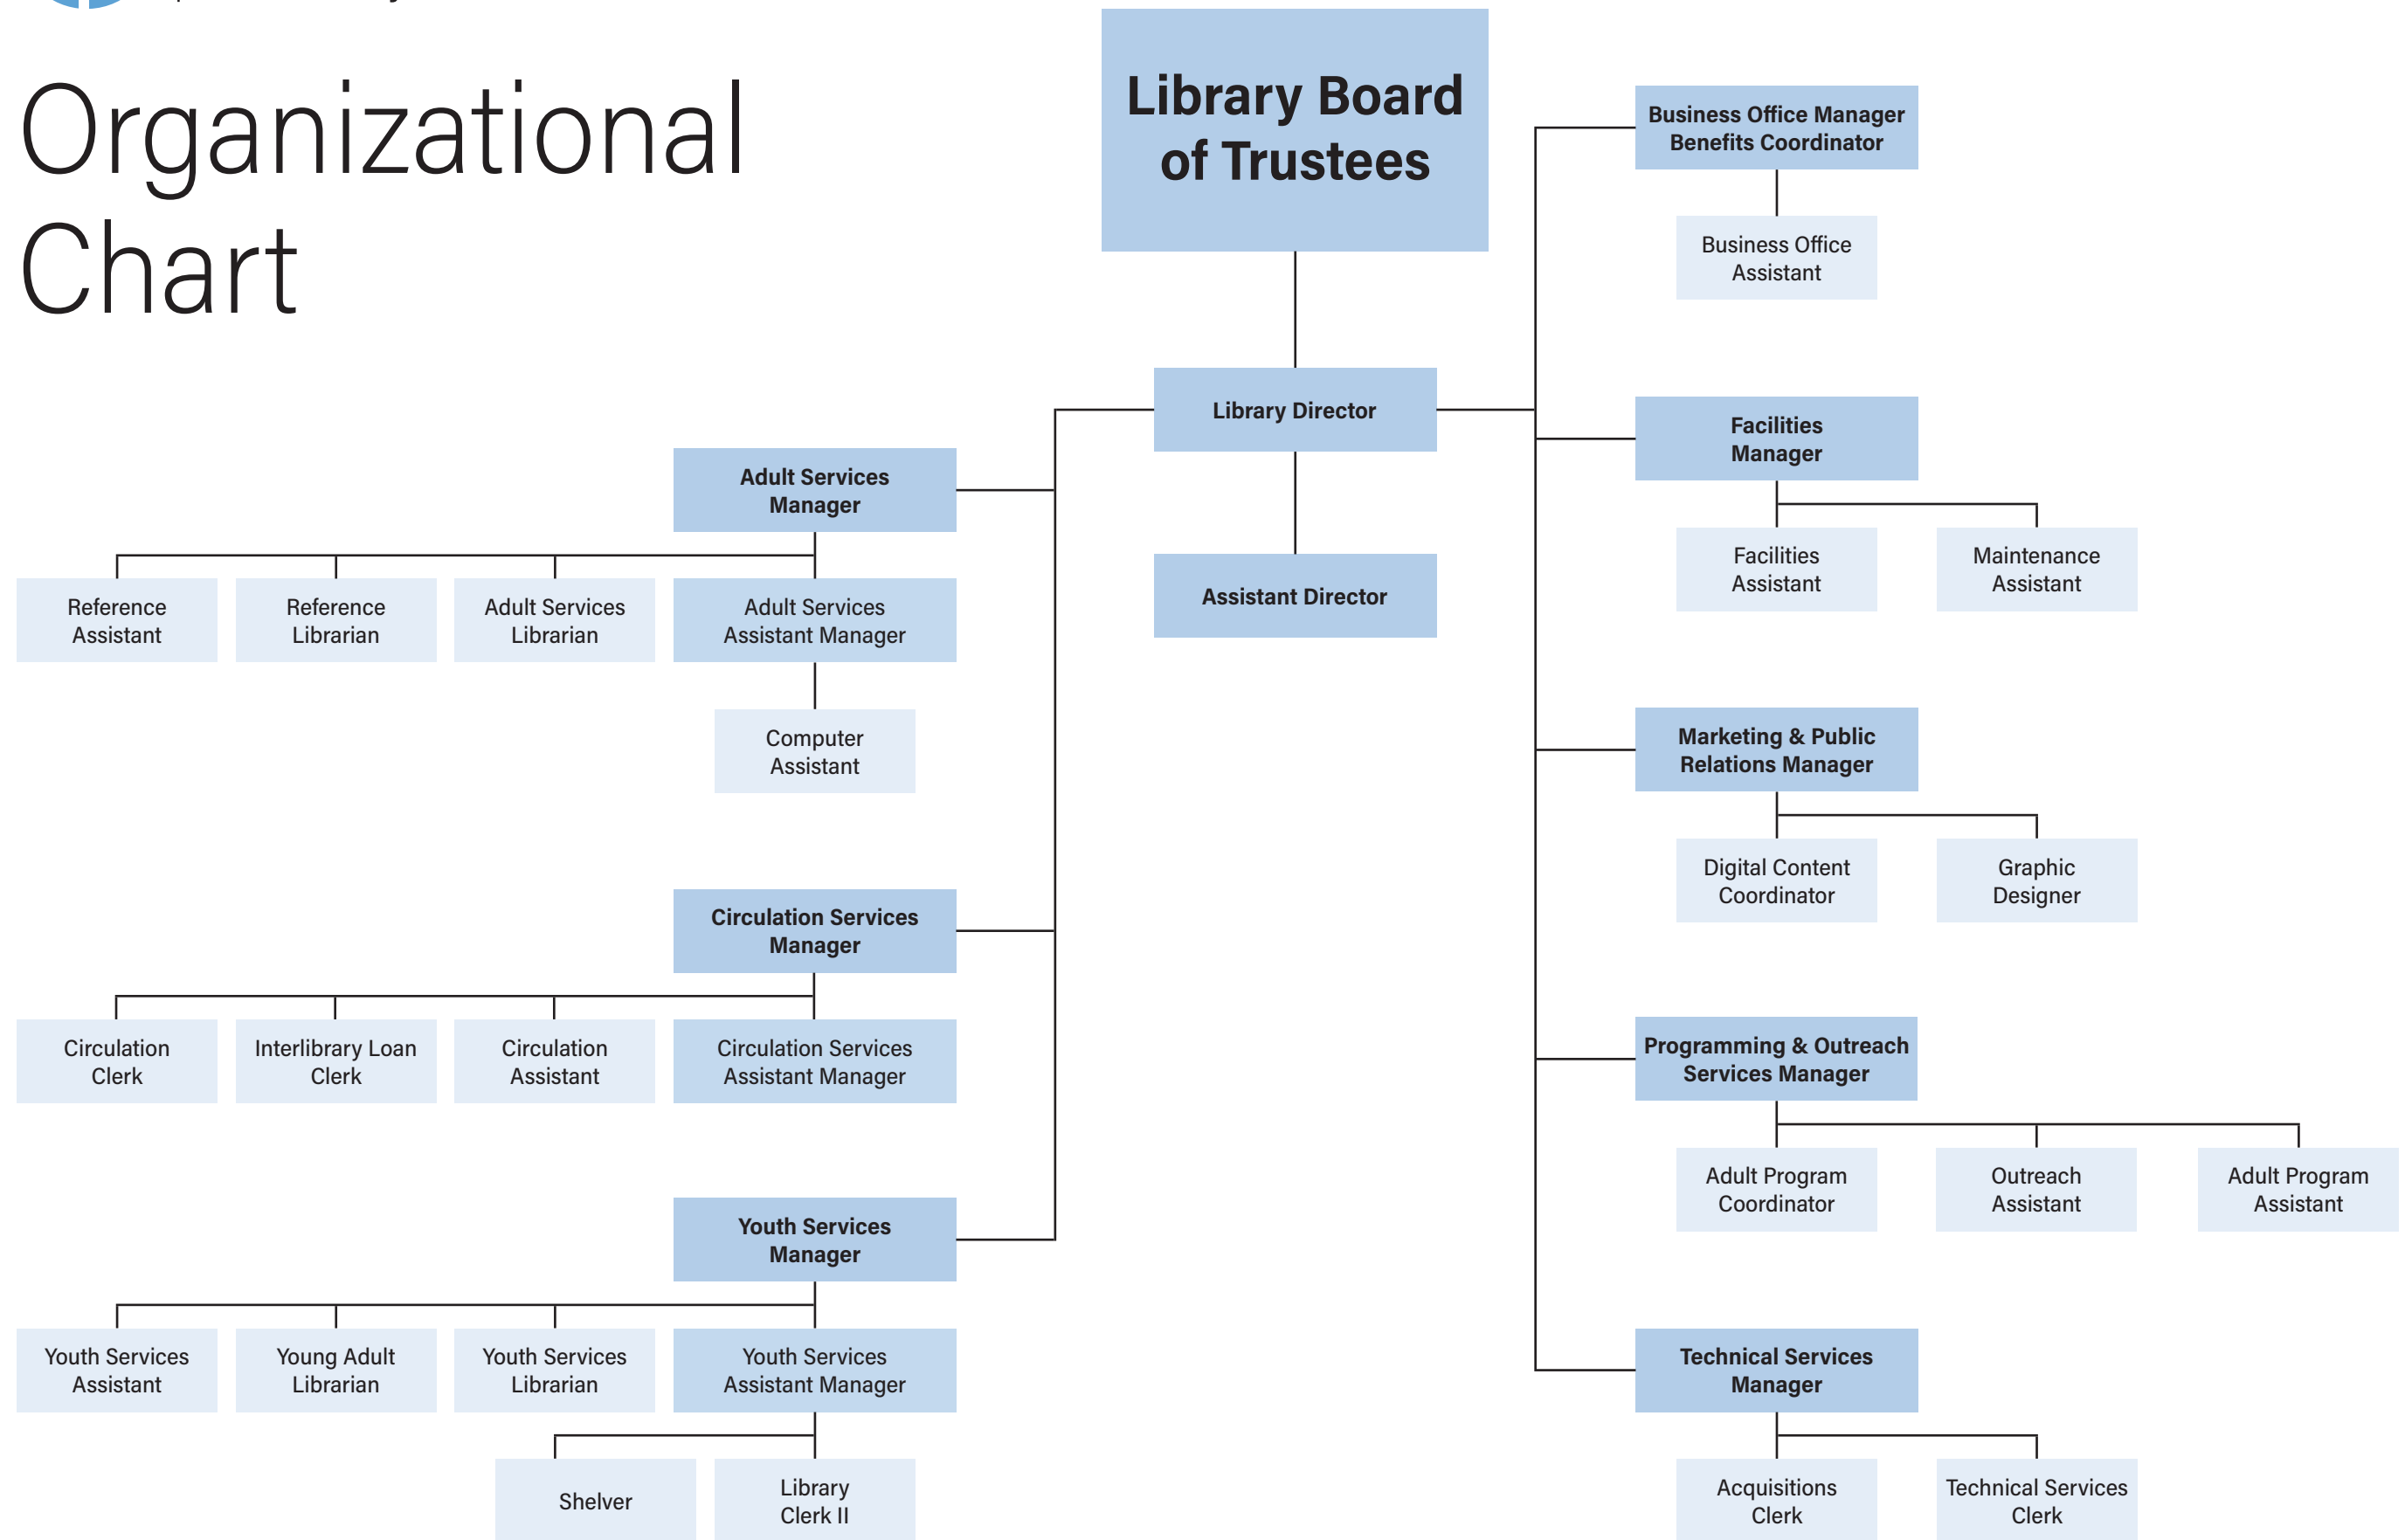 Organizational
Chart
Library Board
of Trustees
Library Director
Assistant Director
Adult Services
Manager
Reference
Assistant
Reference
Librarian
Adult Services
Librarian
Adult Services
Assistant Manager
Computer
Assistant
Circulation Services
Manager
Circulation
Clerk
Interlibrary Loan
Clerk
Circulation
Assistant
Circulation Services
Assistant Manager
Youth Services
Manager
Youth Services
Assistant
Young Adult
Librarian
Youth Services
Librarian
Youth Services
Assistant Manager
Shelver
Library
Clerk II
Business Office Manager
Benefits Coordinator
Business Office
Assistant
Facilities
Manager
Facilities
Assistant
Maintenance
Assistant
Marketing & Public
Relations Manager
Digital Content
Coordinator
Graphic
Designer
Programming & Outreach
Services Manager
Adult Program
Coordinator
Outreach
Assistant
Adult Program
Assistant
Technical Services
Manager
Acquisitions
Clerk
Technical Services
Clerk